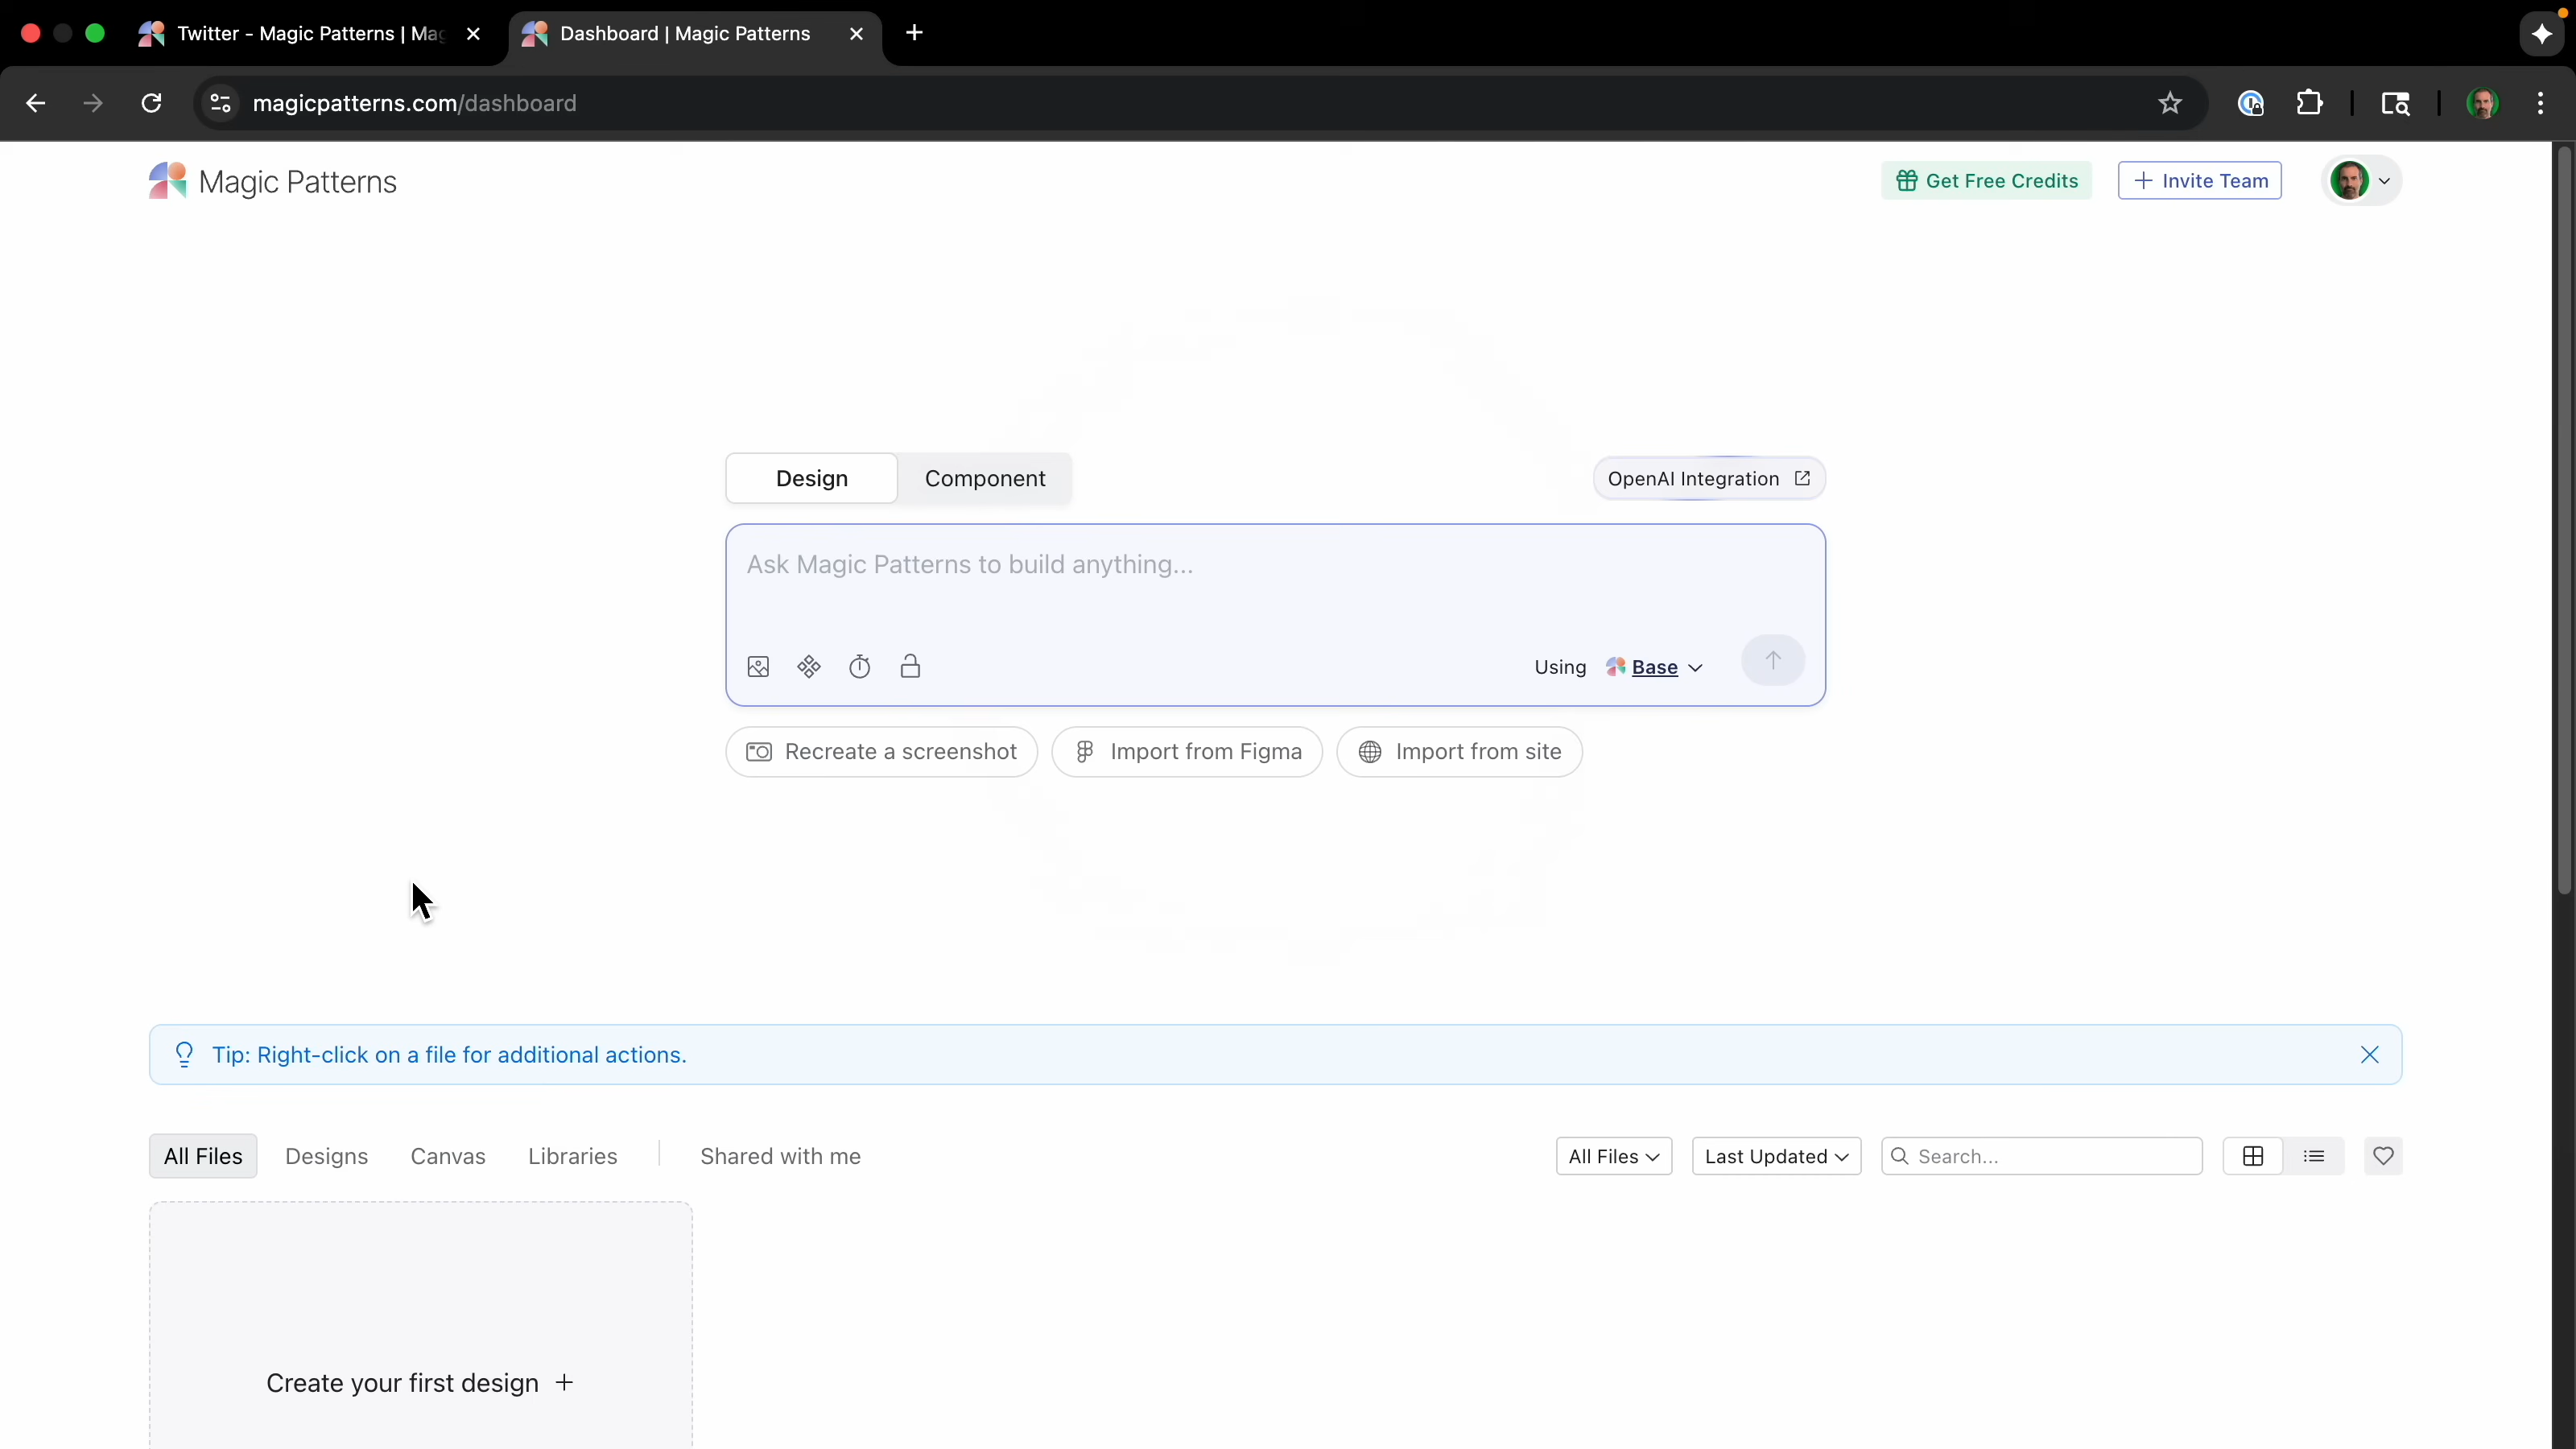 Twitter - Magic Patterns | Mag
Dashboard | Magic Patterns
magicpatterns.com/dashboard
Magic Patterns
Get Free Credits
Invite Team
Design
Component
OpenAI Integration
Ask Magic Patterns to build anything...
Using Base
Recreate a screenshot
Import from Figma
Import from site
Tip: Right-click on a file for additional actions.
All Files
Designs
Canvas
Libraries
Shared with me
All Files
Last Updated
Search...
Create your first design +